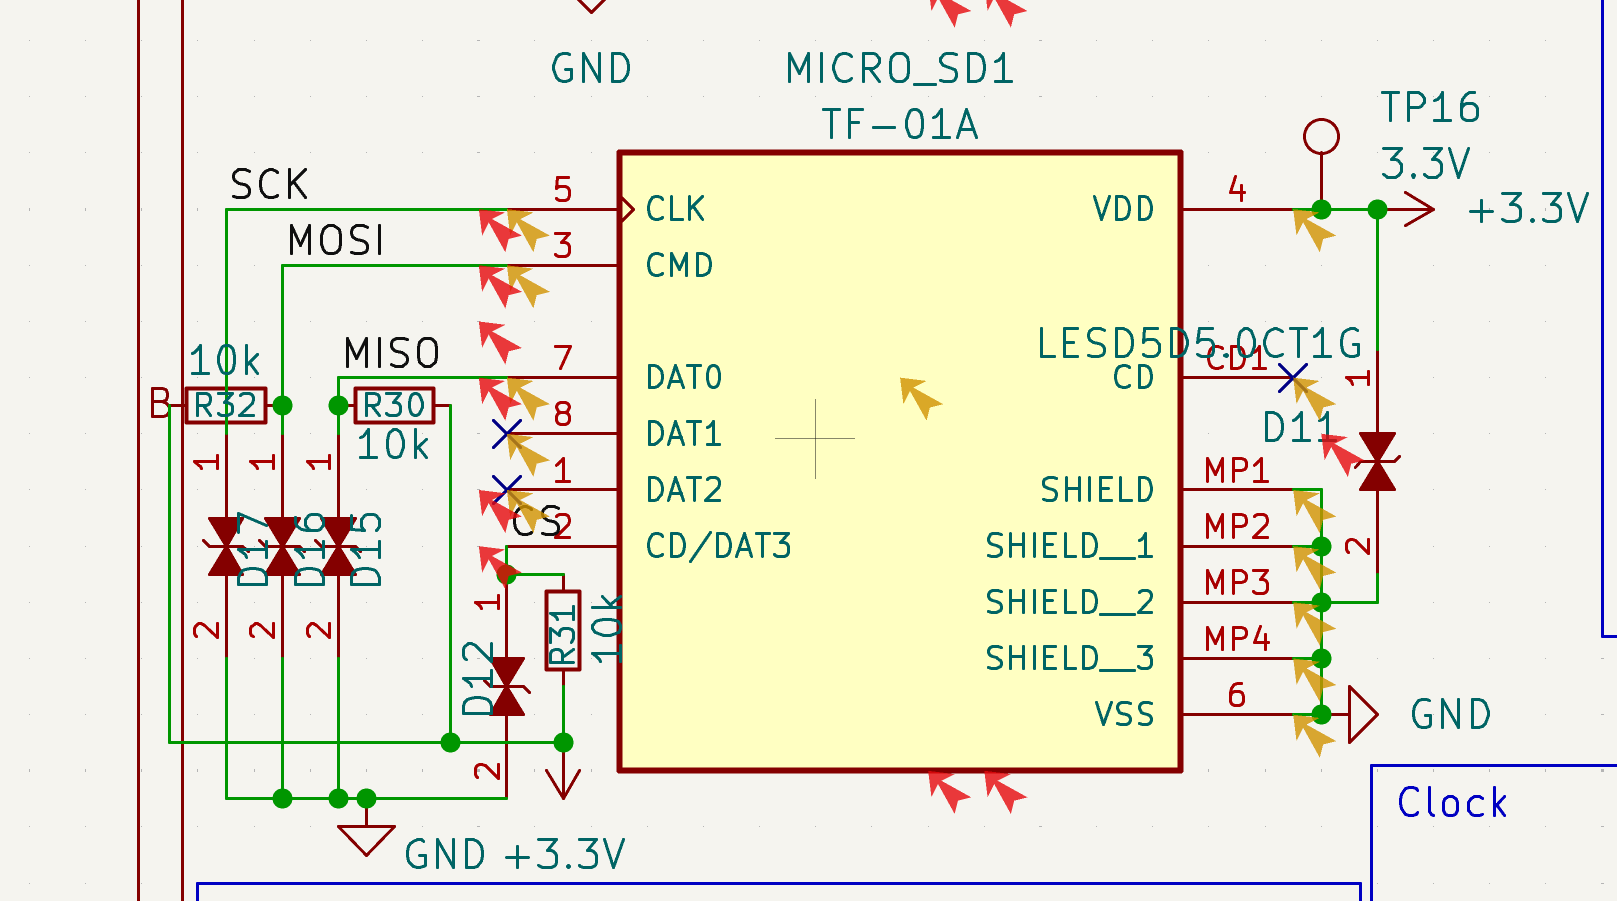 GND
MICRO_SD1
TF-01A
TP16
3.3V
+3.3V
SCK
MOSI
MISO
5
3
7
8
1
2
CLK
CMD
DAT0
DAT1
DAT2
CD/DAT3
CS
VDD
CD
SHIELD
SHIELD__1
SHIELD__2
SHIELD__3
VSS
4
CD1
MP1
MP2
MP3
MP4
6
LESD5D5.0CT1G
D11
1
2
GND
10k
B
R32
R30
10k
1
1
1
D17
D16
D15
2
2
2
1
D12
2
R31
10k
GND
+3.3V
Clock